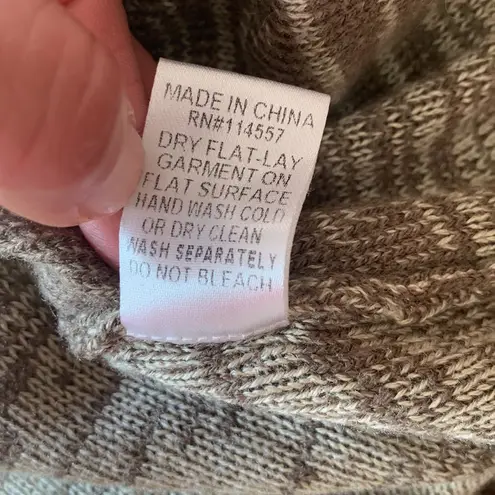 MADE IN CHINA
RN#114557
DRY FLAT-LAY
GARMENT ON
FLAT SURFACE
HAND WASH COLD
OR DRY CLEAN
WASH SEPARATELY
DO NOT BLEACH